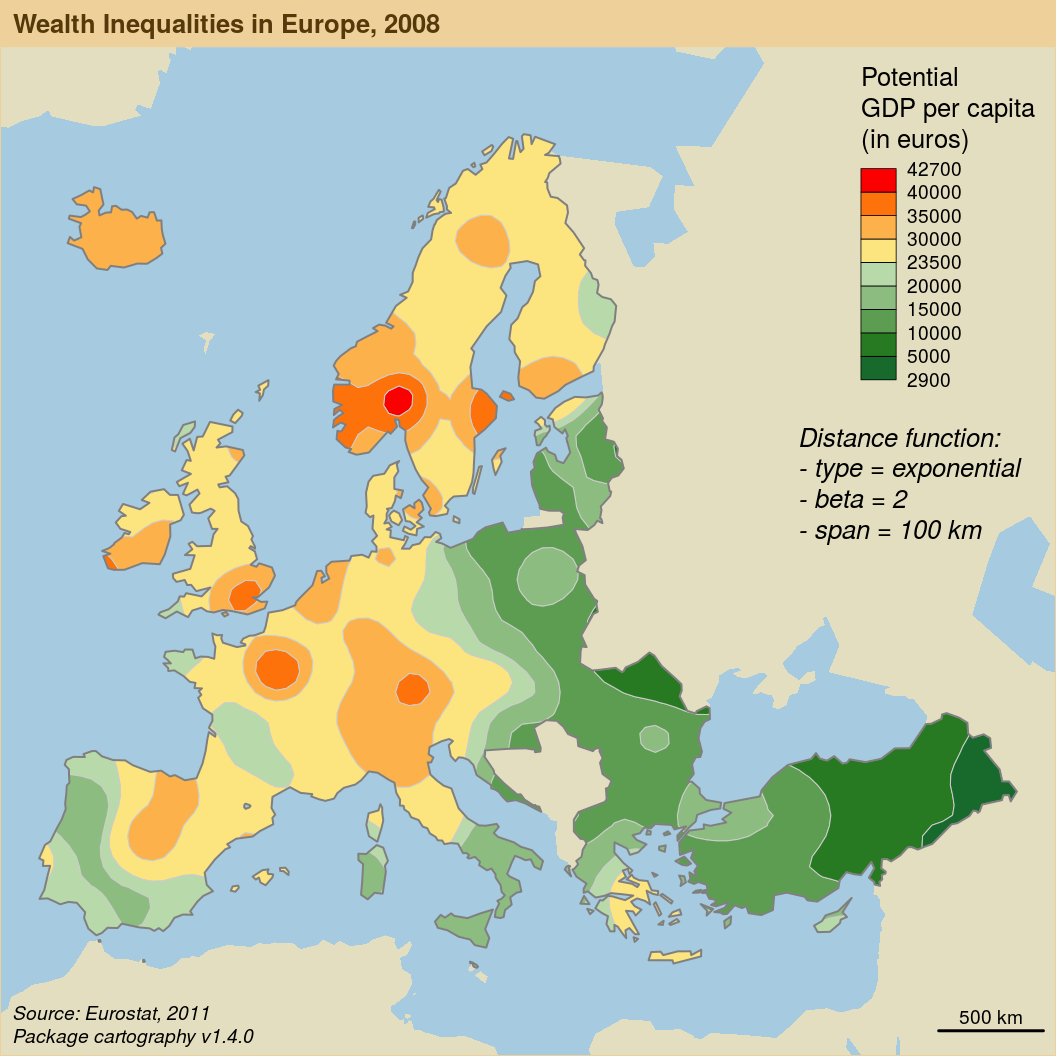 Wealth Inequalities in Europe, 2008
Potential
GDP per capita
(in euros)
42700
40000
35000
30000
23500
20000
15000
10000
5000
2900
Distance function:
- type = exponential
- beta = 2
- span = 100 km
Source: Eurostat, 2011
Package cartography v1.4.0
500 km